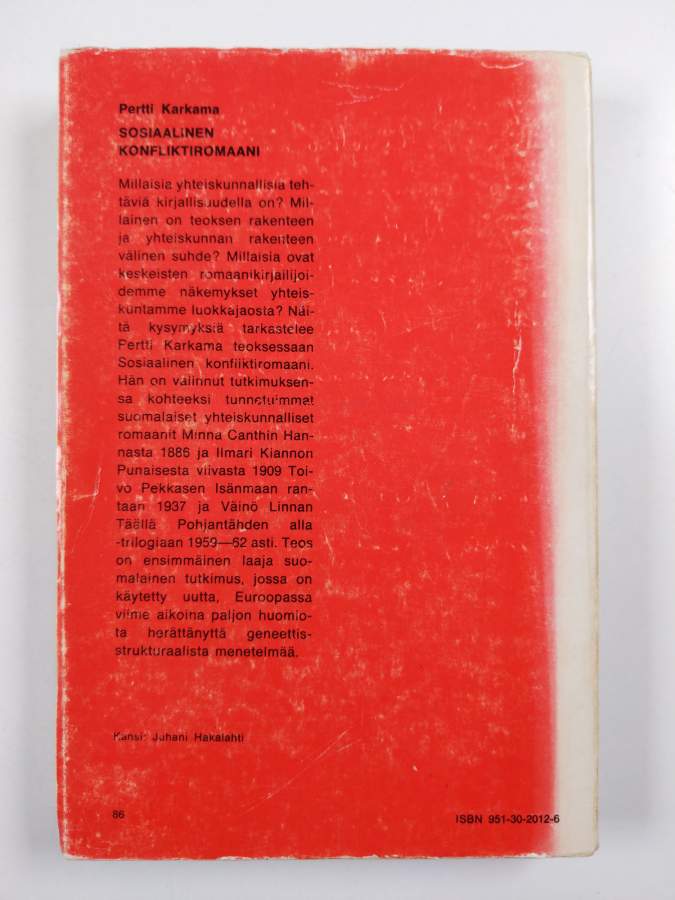 Pertti Karkama
SOSIAALINEN
KONFLIKTIROMAANI
Millaisia yhteiskunnallisia teh-
täviä kirjallisuudella on? Mil-
lainen on teoksen rakenteen
ja yhteiskunnan rakenteen
välinen suhde? Millaisia ovat
keskeisten romaanikirjailijoi-
demme näkemykset yhteis-
kuntamme luokkajaosta? Näi-
tä kysymyksiä tarkastelee
Pertti Karkama teoksessaan
Sosiaalinen konfliktiromaani.
Hän on valinnut tutkimuksen-
sa kohteeksi tunnetuimmat
suomalaiset yhteiskunnalliset
romaanit Minna Canthin Han-
nasta 1886 ja Ilmari Kiannon
Punaisesta viivasta 1909 Toi-
vo Pekkasen Isänmaan ran-
taan 1937 ja Väinö Linnan
Täällä Pohjantähden alla
-trilogiaan 1959—62 asti. Teos
on ensimmäinen laaja suo-
malainen tutkimus, jossa on
käytetty uutta, Euroopassa
viime aikoina paljon huomio-
ta herättänyttä geneettis-
strukturaalista menetelmää.
Kansi: Juhani Hakalahti
86
ISBN 951-30-2012-6